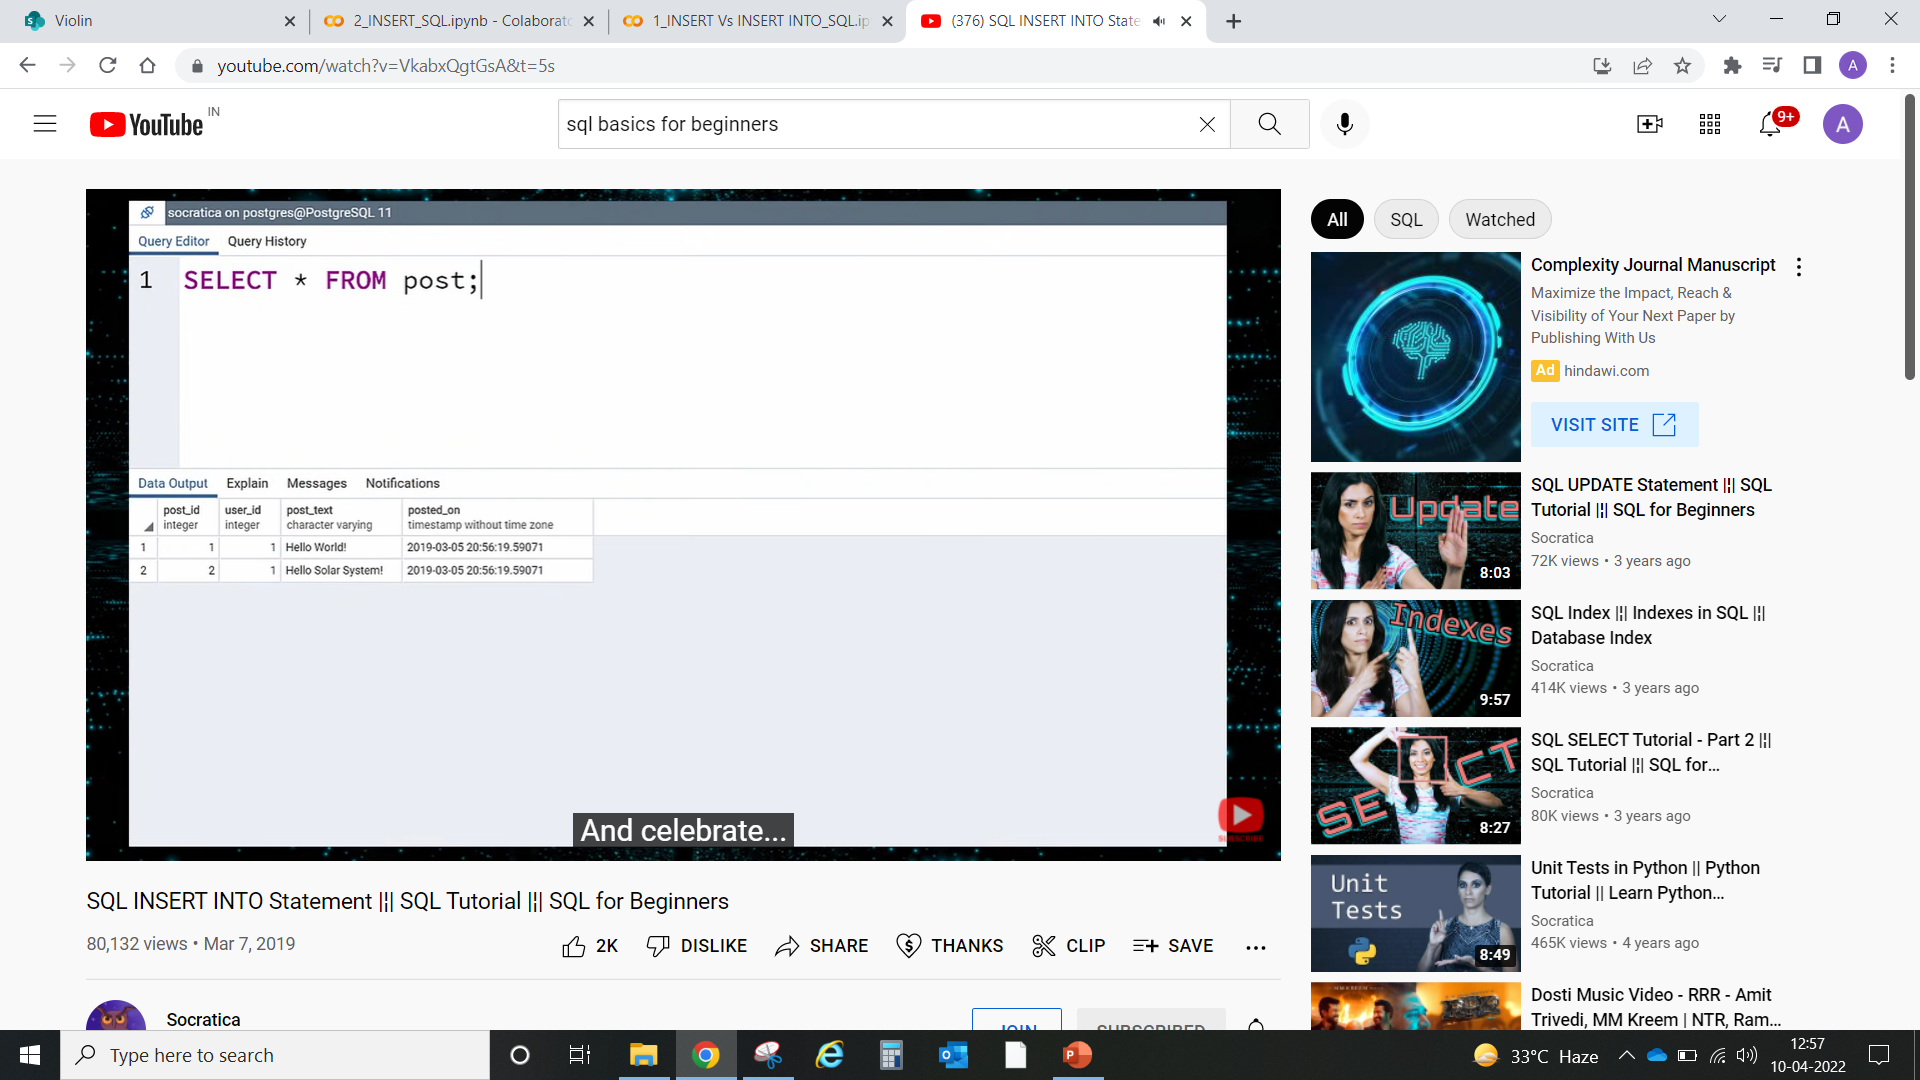 Violin
2_INSERT_SQL.ipynb - Colaborato
1_INSERT Vs INSERT INTO_SQL.ip
(376) SQL INSERT INTO State
youtube.com/watch?v=VkabxQgtGsA&t=5s
A
YouTube IN
sql basics for beginners
9+
A
socratica on postgres@PostgreSQL 11
Query Editor Query History
1 SELECT * FROM post;
Data Output Explain Messages Notifications
post_id user_id post_text posted_on
integer integer character varying timestamp without time zone
1 1 1 Hello World! 2019-03-05 20:56:19.59071
2 2 1 Hello Solar System! 2019-03-05 20:56:19.59071
And celebrate...
SUBSCRIBE
SQL INSERT INTO Statement |¦| SQL Tutorial |¦| SQL for Beginners
80,132 views • Mar 7, 2019
2K DISLIKE SHARE THANKS CLIP SAVE
Socratica
JOIN SUBSCRIBED
All SQL Watched
Complexity Journal Manuscript
Maximize the Impact, Reach &
Visibility of Your Next Paper by
Publishing With Us
Ad hindawi.com
VISIT SITE
Update
8:03
SQL UPDATE Statement |¦| SQL
Tutorial |¦| SQL for Beginners
Socratica
72K views • 3 years ago
Indexes
9:57
SQL Index |¦| Indexes in SQL |¦|
Database Index
Socratica
414K views • 3 years ago
SELECT
8:27
SQL SELECT Tutorial - Part 2 |¦|
SQL Tutorial |¦| SQL for...
Socratica
80K views • 3 years ago
Unit
Tests
8:49
Unit Tests in Python || Python
Tutorial || Learn Python...
Socratica
465K views • 4 years ago
Dosti Music Video - RRR - Amit
Trivedi, MM Kreem | NTR, Ram...
Type here to search
33°C Haze
12:57
10-04-2022